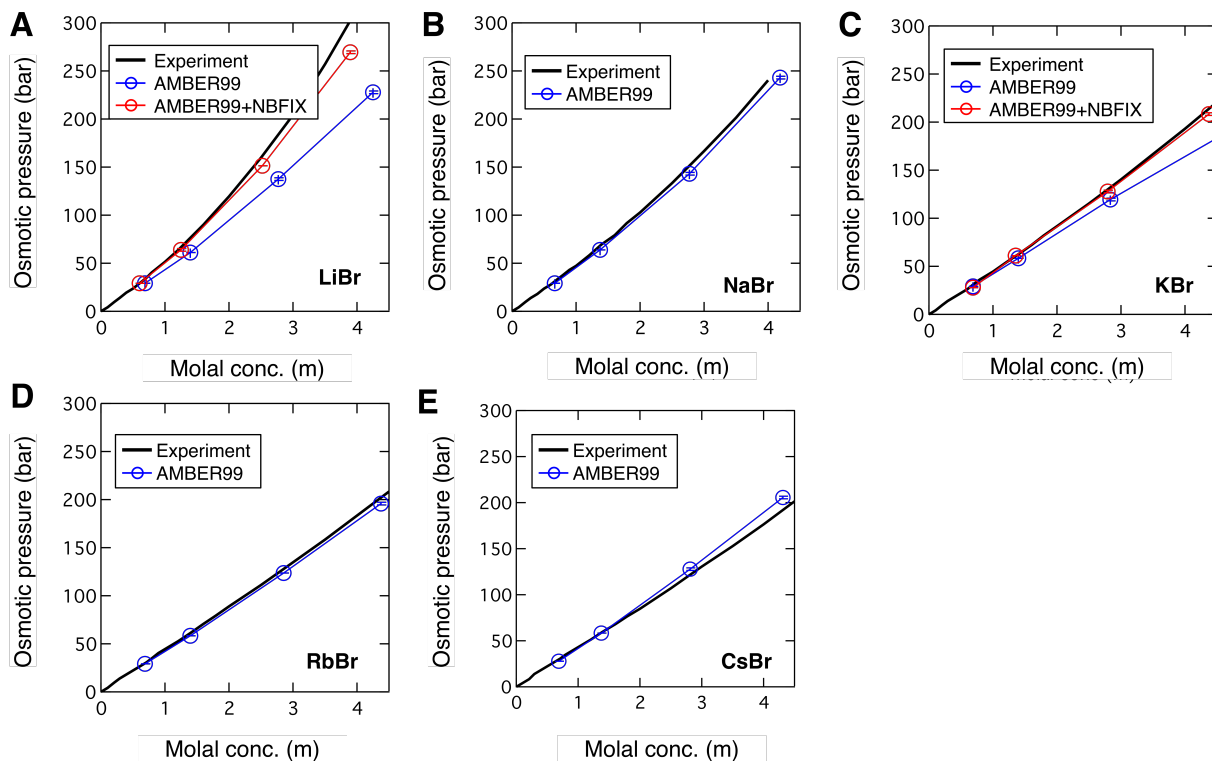 A
Osmotic pressure (bar)
300
250
200
150
100
50
0
Experiment
AMBER99
AMBER99+NBFIX
LiBr
0 1 2 3 4
Molal conc. (m)
B
Osmotic pressure (bar)
300
250
200
150
100
50
0
Experiment
AMBER99
NaBr
0 1 2 3 4
Molal conc. (m)
C
Osmotic pressure (bar)
300
250
200
150
100
50
0
Experiment
AMBER99
AMBER99+NBFIX
KBr
0 1 2 3 4
Molal conc. (m)
D
Osmotic pressure (bar)
300
250
200
150
100
50
0
Experiment
AMBER99
RbBr
0 1 2 3 4
Molal conc. (m)
E
Osmotic pressure (bar)
300
250
200
150
100
50
0
Experiment
AMBER99
CsBr
0 1 2 3 4
Molal conc. (m)